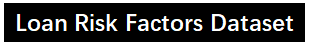 Loan Risk Factors Dataset